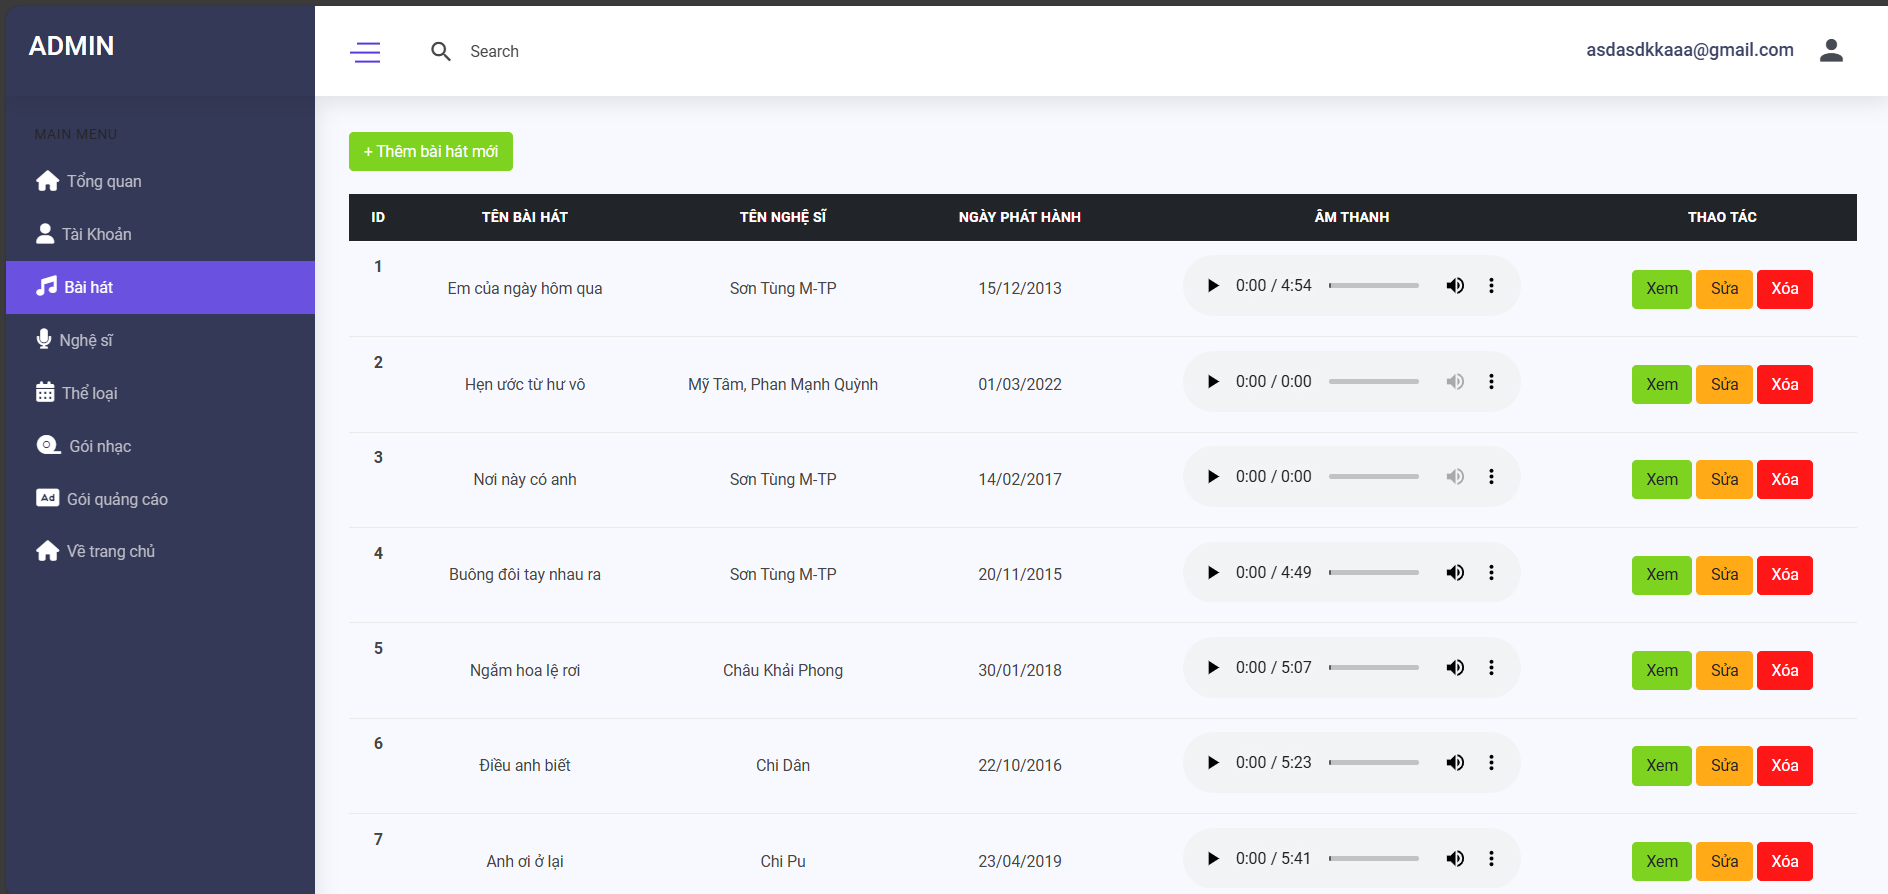 ADMIN
Search
asdasdkkaaa@gmail.com
MAIN MENU
Tổng quan
Tài Khoản
Bài hát
Nghệ sĩ
Thể loại
Gói nhạc
Ad Gói quảng cáo
Về trang chủ
+ Thêm bài hát mới
ID TÊN BÀI HÁT TÊN NGHỆ SĨ NGÀY PHÁT HÀNH ÂM THANH THAO TÁC
1 Em của ngày hôm qua Sơn Tùng M-TP 15/12/2013 0:00 / 4:54 Xem Sửa Xóa
2 Hẹn ước từ hư vô Mỹ Tâm, Phan Mạnh Quỳnh 01/03/2022 0:00 / 0:00 Xem Sửa Xóa
3 Nơi này có anh Sơn Tùng M-TP 14/02/2017 0:00 / 0:00 Xem Sửa Xóa
4 Buông đôi tay nhau ra Sơn Tùng M-TP 20/11/2015 0:00 / 4:49 Xem Sửa Xóa
5 Ngắm hoa lệ rơi Châu Khải Phong 30/01/2018 0:00 / 5:07 Xem Sửa Xóa
6 Điều anh biết Chi Dân 22/10/2016 0:00 / 5:23 Xem Sửa Xóa
7 Anh ơi ở lại Chi Pu 23/04/2019 0:00 / 5:41 Xem Sửa Xóa